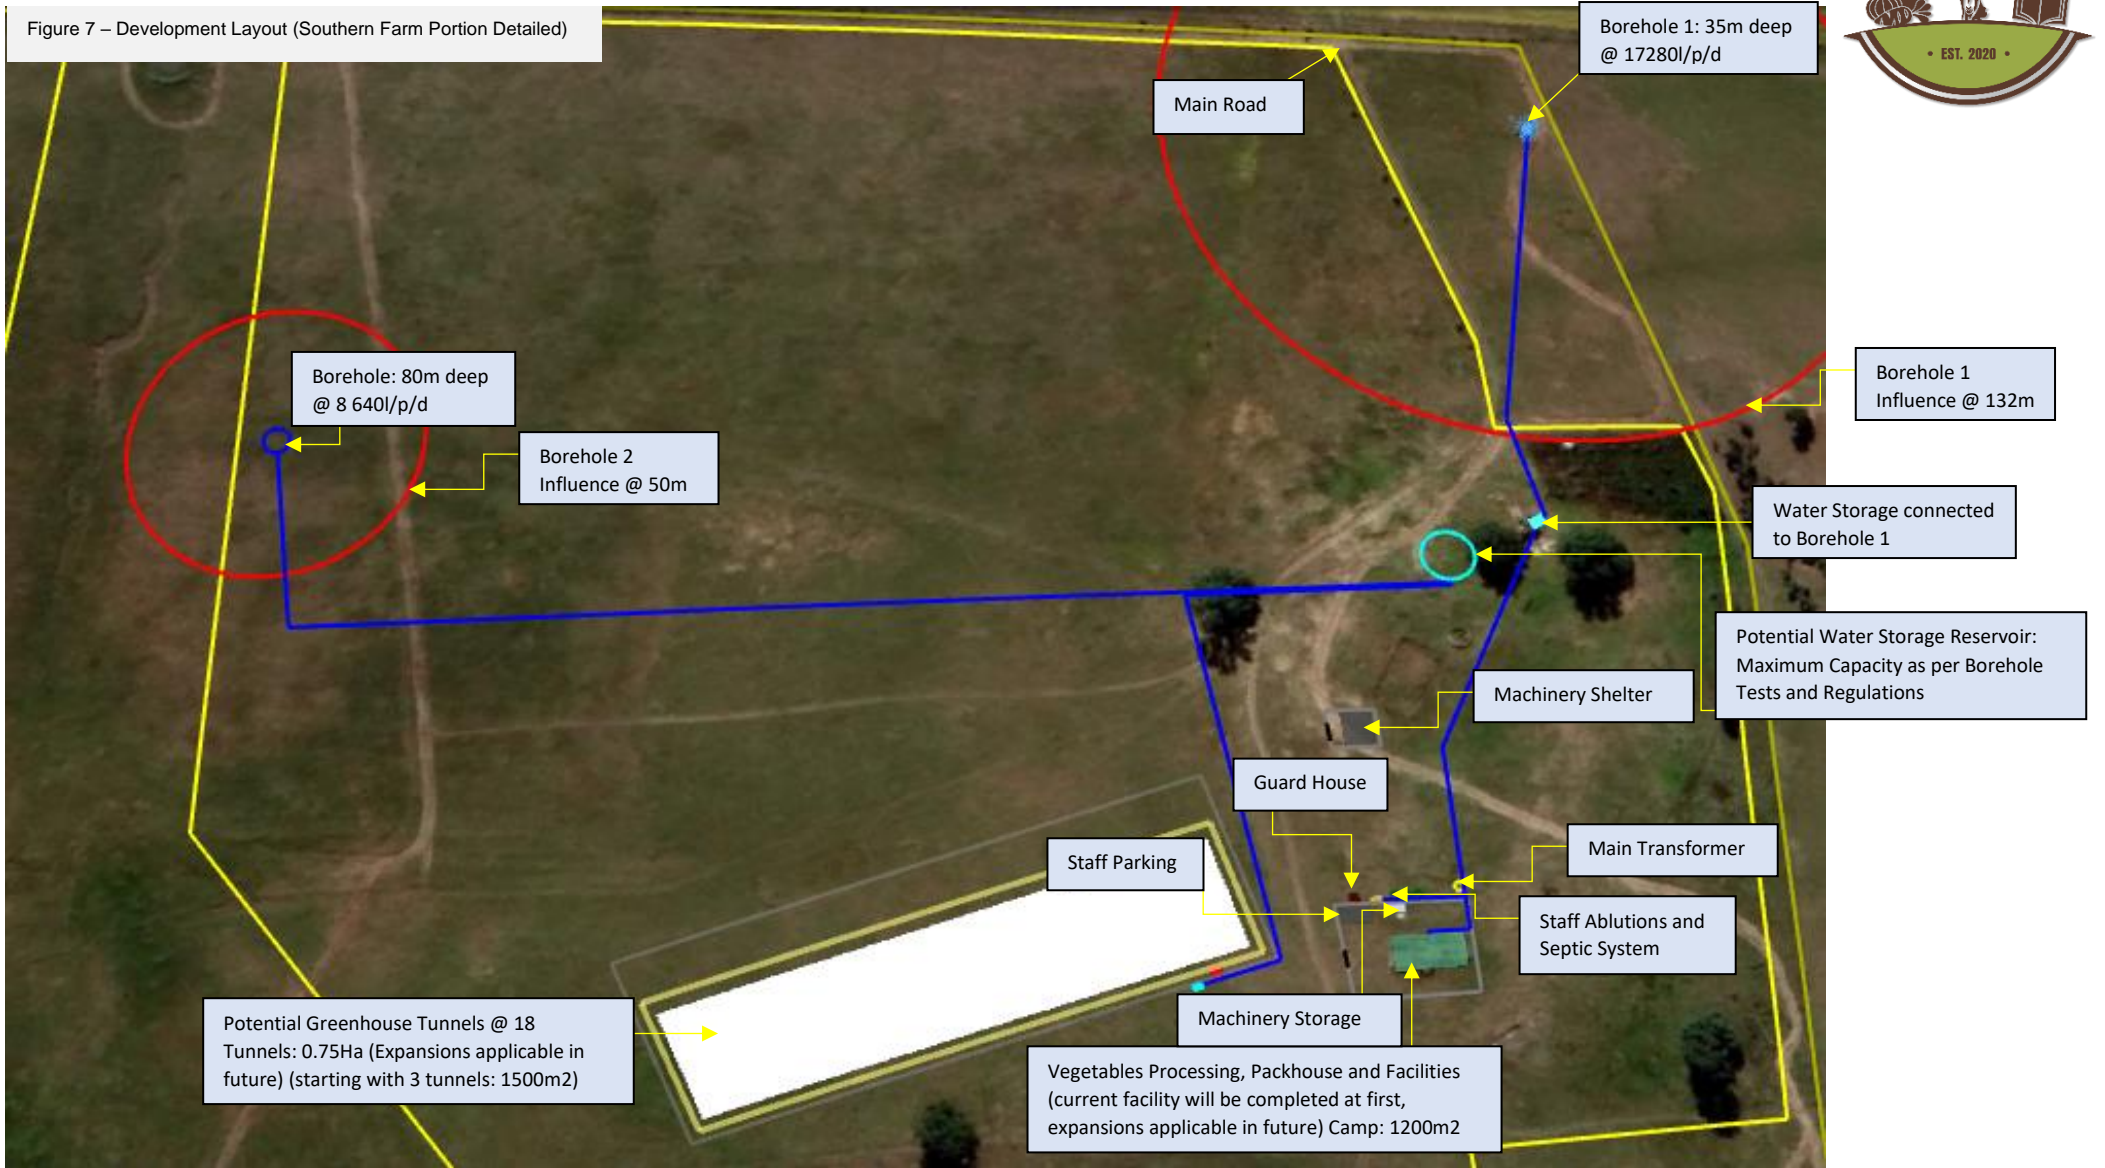 Figure 7 – Development Layout (Southern Farm Portion Detailed)
Borehole 1: 35m deep
@ 17280l/p/d
• EST. 2020 •
Main Road
Borehole: 80m deep
@ 8 640l/p/d
Borehole 1
Influence @ 132m
Borehole 2
Influence @ 50m
Water Storage connected
to Borehole 1
Potential Water Storage Reservoir:
Maximum Capacity as per Borehole
Tests and Regulations
Machinery Shelter
Guard House
Main Transformer
Staff Parking
Staff Ablutions and
Septic System
Potential Greenhouse Tunnels @ 18
Tunnels: 0.75Ha (Expansions applicable in
future) (starting with 3 tunnels: 1500m2)
Machinery Storage
Vegetables Processing, Packhouse and Facilities
(current facility will be completed at first,
expansions applicable in future) Camp: 1200m2